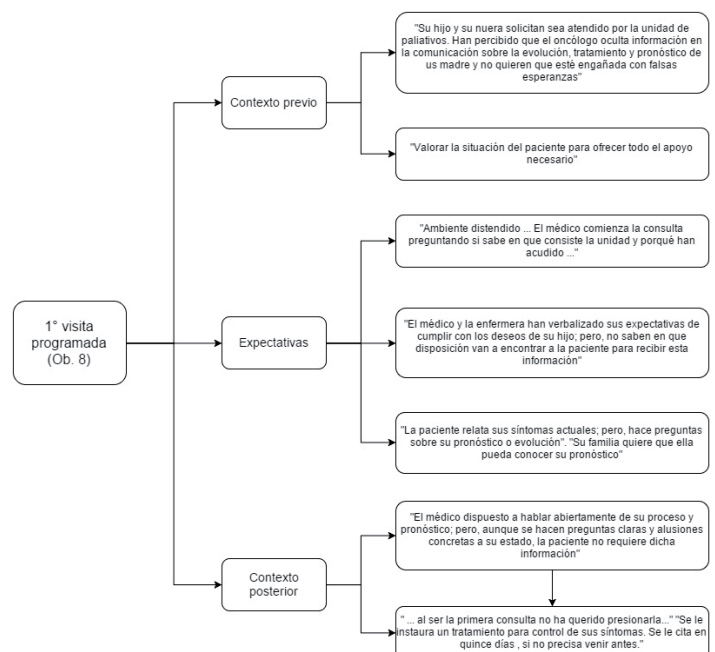 "Su hijo y su nuera solicitan sea atendido por la unidad de
paliativos. Han percibido que el oncólogo oculta información en
la comunicación sobre la evolución, tratamiento y pronóstico de
us madre y no quieren que esté engañada con falsas
esperanzas"
Contexto previo
"Valorar la situación del paciente para ofrecer todo el apoyo
necesario"
"Ambiente distendido ... El médico comienza la consulta
preguntando si sabe en que consiste la unidad y porqué han
acudido ..."
1° visita
programada
(Ob. 8)
Expectativas
"El médico y la enfermera han verbalizado sus expectativas de
cumplir con los deseos de su hijo; pero, no saben en que
disposición van a encontrar a la paciente para recibir esta
información"
"La paciente relata sus síntomas actuales; pero, hace preguntas
sobre su pronóstico o evolución". "Su familia quiere que ella
pueda conocer su pronóstico"
Contexto
posterior
"El médico dispuesto a hablar abiertamente de su proceso y
pronóstico; pero, aunque se hacen preguntas claras y alusiones
concretas a su estado, la paciente no requiere dicha
información"
" ... al ser la primera consulta no ha querido presionarla..." "Se le
instaura un tratamiento para control de sus síntomas. Se le cita en
quince días , si no precisa venir antes."